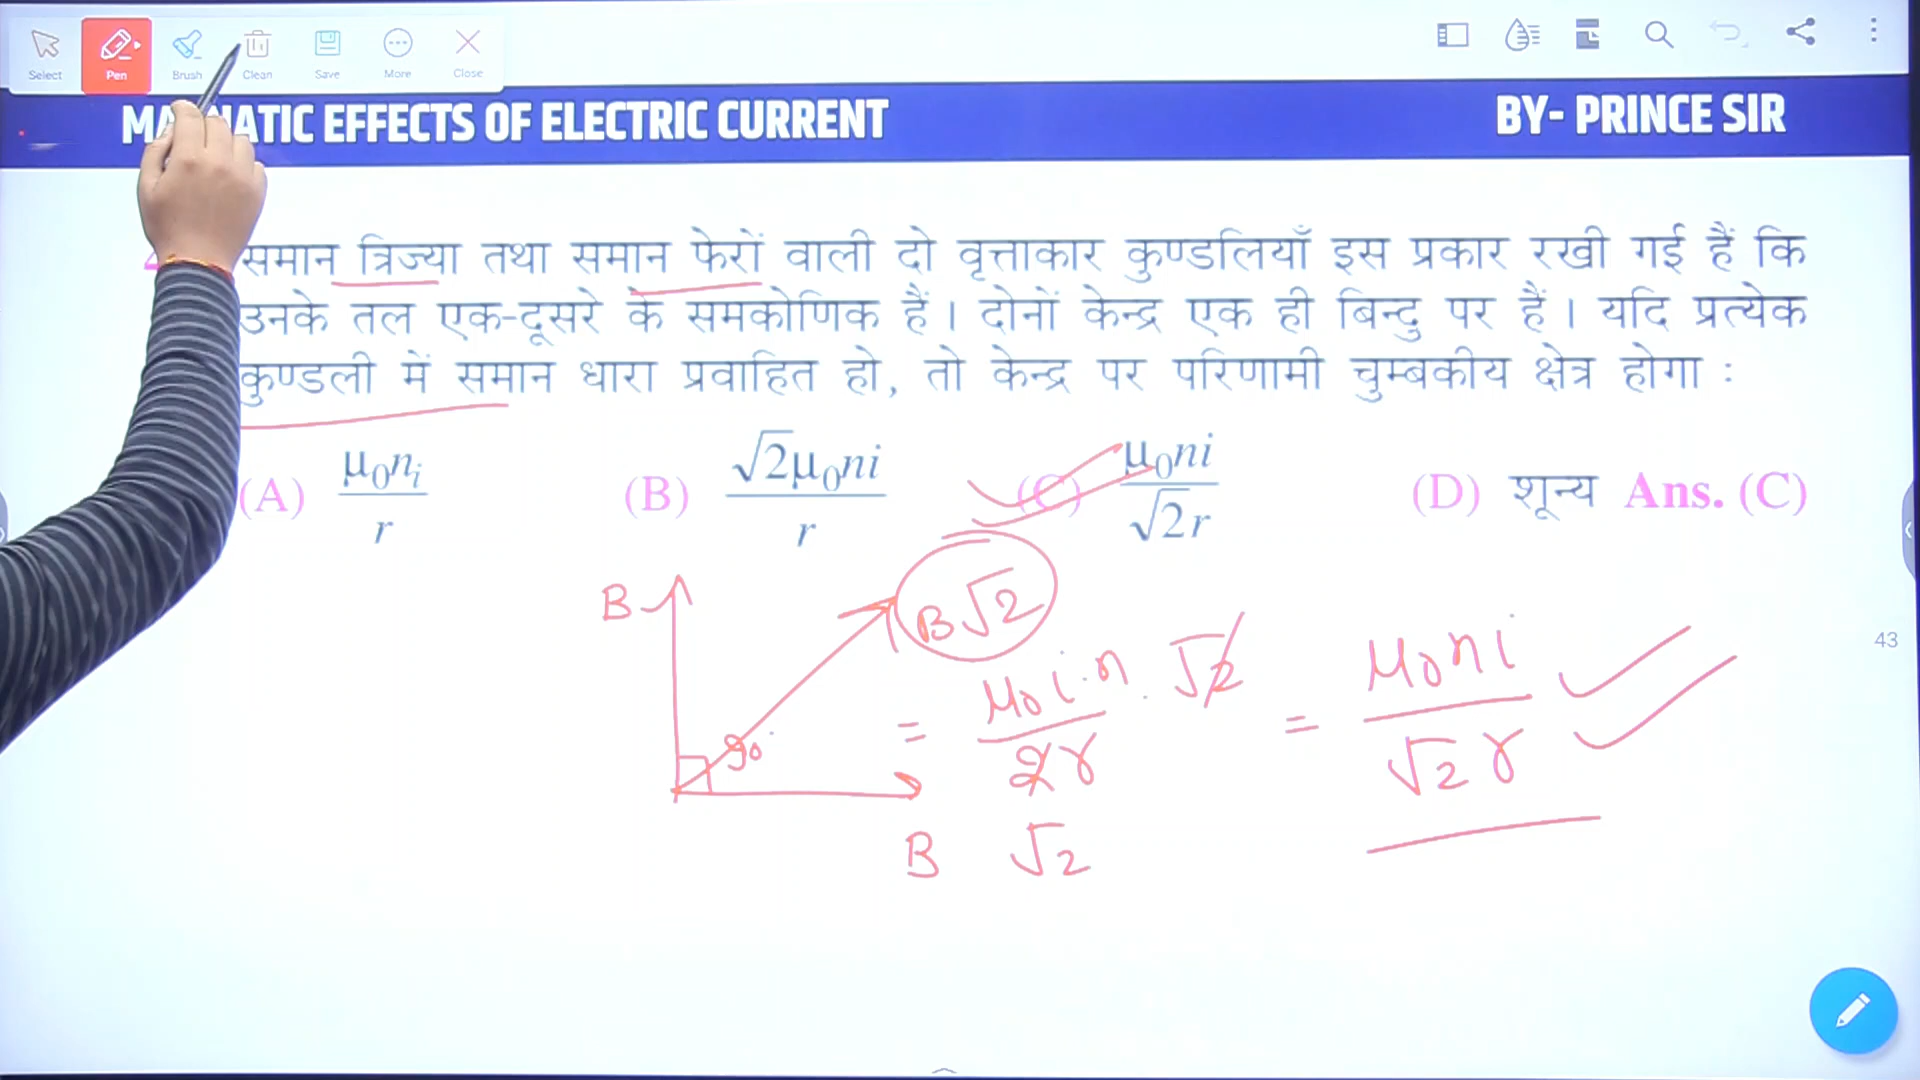 Select Pen Brush Clean Save More Close
MA NATIC EFFECTS OF ELECTRIC CURRENT BY- PRINCE SIR
समान त्रिज्या तथा समान फेरों वाली दो वृत्ताकार कुण्डलियाँ इस प्रकार रखी गई हैं कि
उनके तल एक-दूसरे के समकोणिक हैं। दोनों केन्द्र एक ही बिन्दु पर हैं। यदि प्रत्येक
कुण्डली में समान धारा प्रवाहित हो, तो केन्द्र पर परिणामी चुम्बकीय क्षेत्र होगा :
(A) μ₀nᵢ/r (B) √2μ₀ni/r (C) μ₀ni/√2r (D) शून्य Ans. (C)
B B√2
90°
= μ₀i.n/2r . √2 = μ₀ni/√2 r
B √2
43